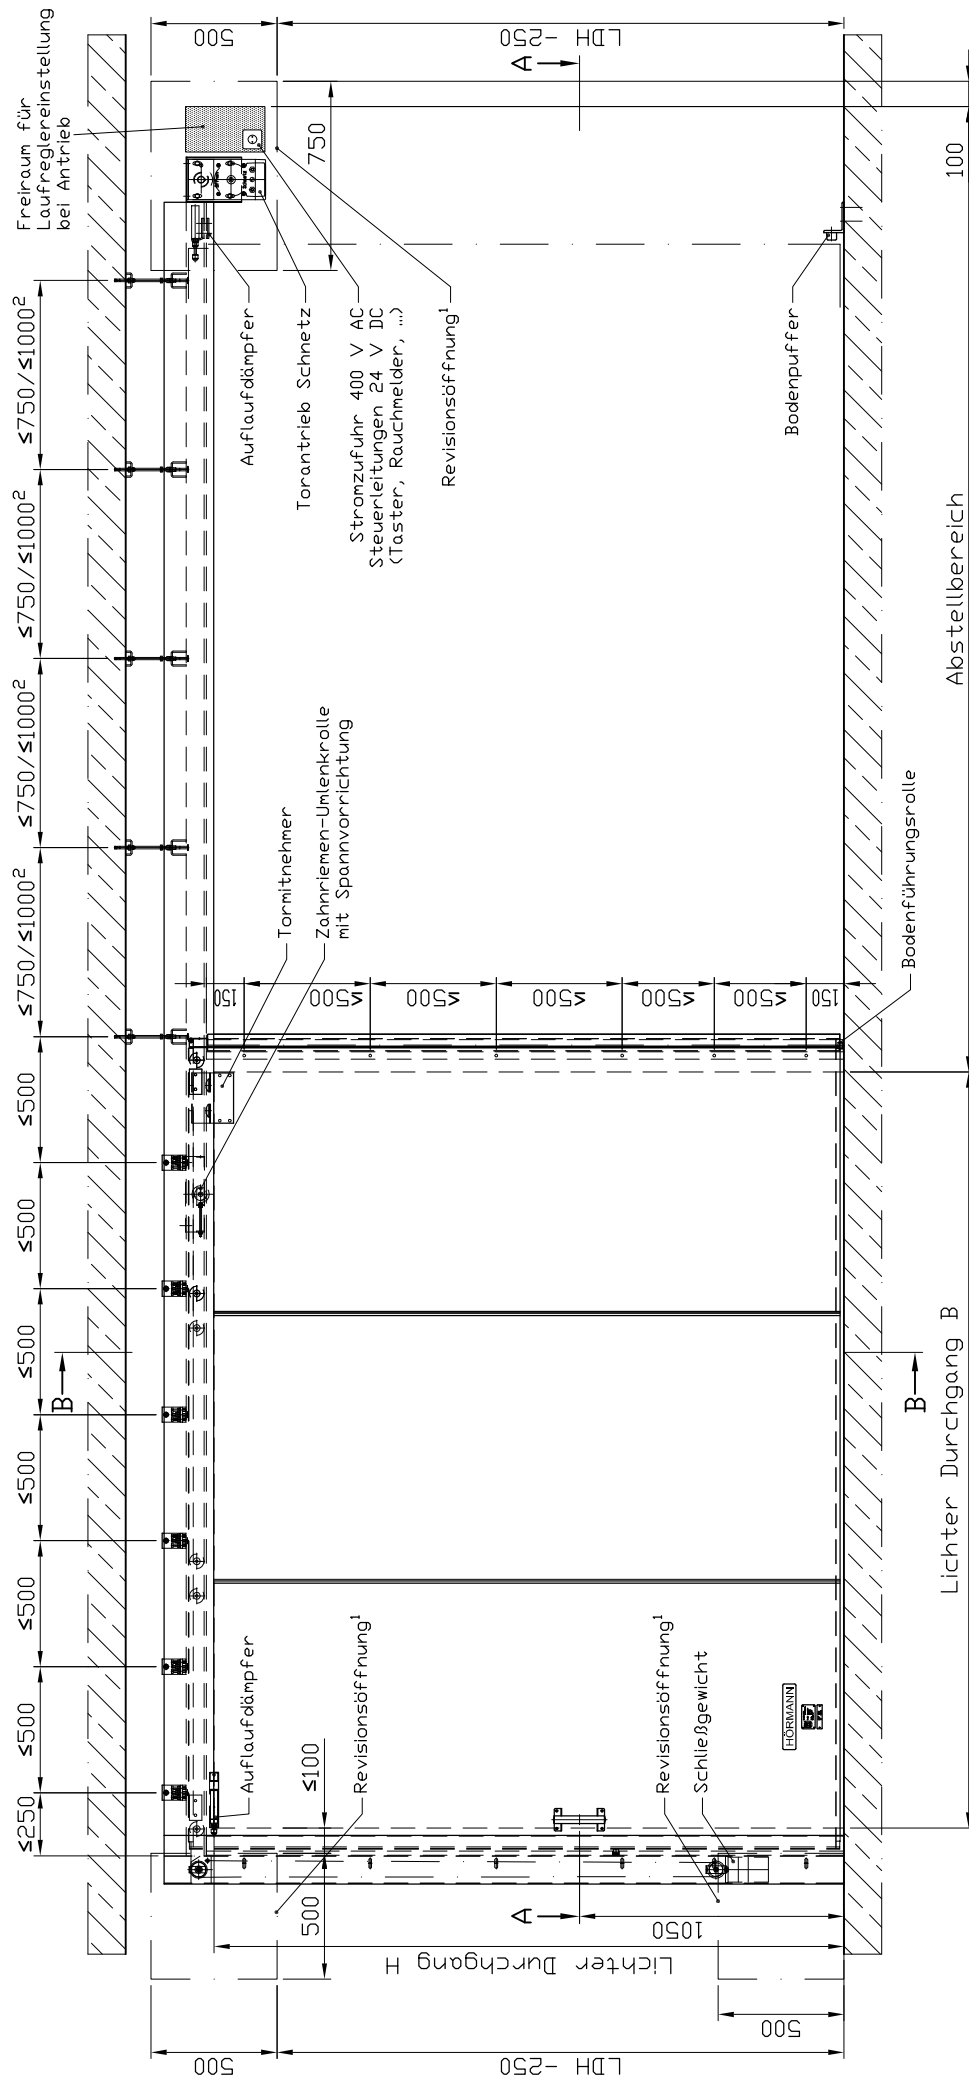 ≤250
≤500
≤500
≤500
≤500
≤500
≤500
≤750/≤1000²
≤750/≤1000²
≤750/≤1000²
≤750/≤1000²
Freiraum für
Laufreglereinstellung
bei Antrieb
500
LDH -250
A
750
B
Auflaufdämpfer
Torantrieb Schnetz
Stromzufuhr 400 V AC
Steuerleitungen 24 V DC
(Taster, Rauchmelder, ...)
Revisionsöffnung¹
Bodenpuffer
Tormitnehmer
Zahnriemen-Umlenkrolle
mit Spannvorrichtung
150
≤500
≤500
≤500
≤500
≤500
150
Bodenführungsrolle
Auflaufdämpfer
≤100
Revisionsöffnung¹
Revisionsöffnung¹
Schließgewicht
HÖRMANN
500
A
1050
Lichter Durchgang H
500
LDH -250
500
B
Lichter Durchgang B
Abstellbereich
100